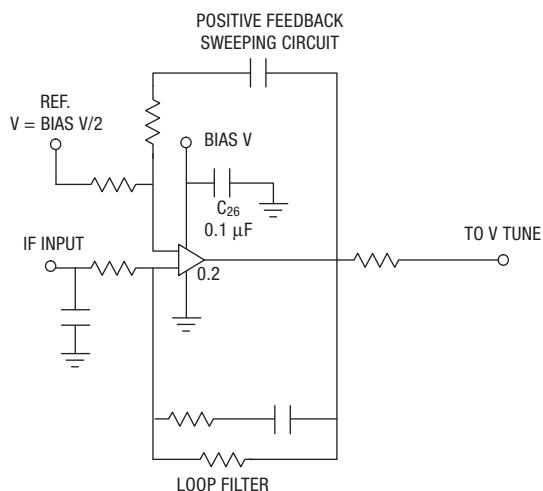 POSITIVE FEEDBACK
SWEEPING CIRCUIT
REF.
V = BIAS V/2
BIAS V
C₂₆
0.1 µF
IF INPUT
0.2
TO V TUNE
LOOP FILTER